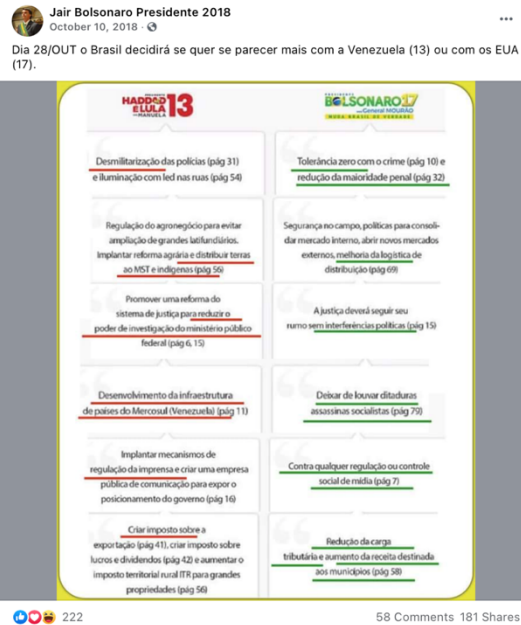 Jair Bolsonaro Presidente 2018
October 10, 2018 ·
Dia 28/OUT o Brasil decidirá se quer se parecer mais com a Venezuela (13) ou com os EUA
(17).
PRESIDENTE
HADDAD 13
E LULA
MANUELA
PRESIDENTE
BOLSONARO 17
General MOURÃO
MUDA BRASIL DE VERDADE
Desmilitarização das polícias (pág 31)
e iluminação com led nas ruas (pág 54)
Tolerância zero com o crime (pág 10) e
redução da maioridade penal (pág 32)
Regulação do agronegócio para evitar
ampliação de grandes latifundiários.
Implantar reforma agrária e distribuir terras
ao MST e indígenas (pág 56)
Segurança no campo, políticas para consoli-
dar mercado interno, abrir novos mercados
externos, melhoria da logística de
distribuição (pág 69)
Promover uma reforma do
sistema de justiça para reduzir o
poder de investigação do ministério público
federal (pág 6, 15)
A justiça deverá seguir seu
rumo sem interferências políticas (pág 15)
Desenvolvimento da infraestrutura
de países do Mercosul (Venezuela) (pág 11)
Deixar de louvar ditaduras
assassinas socialistas (pág 79)
Implantar mecanismos de
regulação da imprensa e criar uma empresa
pública de comunicação para expor o
posicionamento do governo (pág 16)
Contra qualquer regulação ou controle
social de mídia (pág 7)
Criar imposto sobre a
exportação (pág 41), criar imposto sobre
lucros e dividendos (pág 42) e aumentar o
imposto territorial rural ITR para grandes
propriedades (pág 56)
Redução da carga
tributária e aumento da receita destinada
aos municípios (pág 58)
222
58 Comments 181 Shares